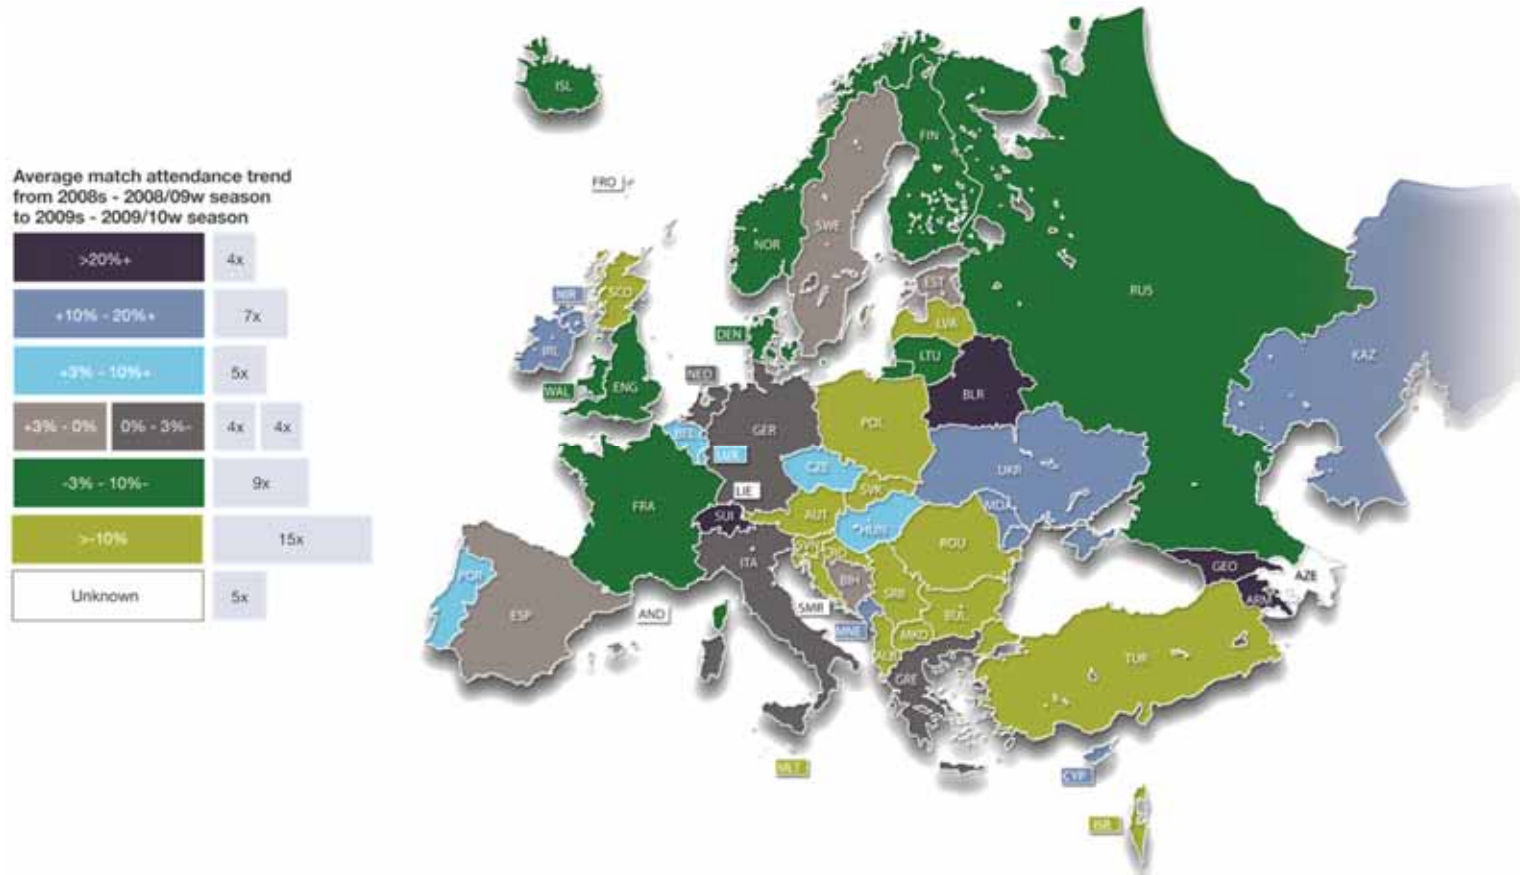 Average match attendance trend
from 2008s - 2008/09w season
to 2009s - 2009/10w season
>20%+ 4x
+10% - 20%+ 7x
+3% - 10%+ 5x
+3% - 0% 0% - 3%- 4x 4x
-3% - 10%- 9x
>-10% 15x
Unknown 5x
ISL
FRO
FIN
SWE
NOR
RUS
NIR
SCO
EST
LVA
IRL
DEN
LTU
KAZ
WAL
ENG
NED
BLR
GER
POL
BEL
LUX
CZE
UKR
LIE
SVK
FRA
SUI
AUT
HUN
MDA
ROU
ITA
SVN
CRO
BIH
GEO
AZE
POR
ESP
AND
SMR
SRB
BUL
ARM
MNE
MKD
ALB
GRE
TUR
MLT
CYP
ISR